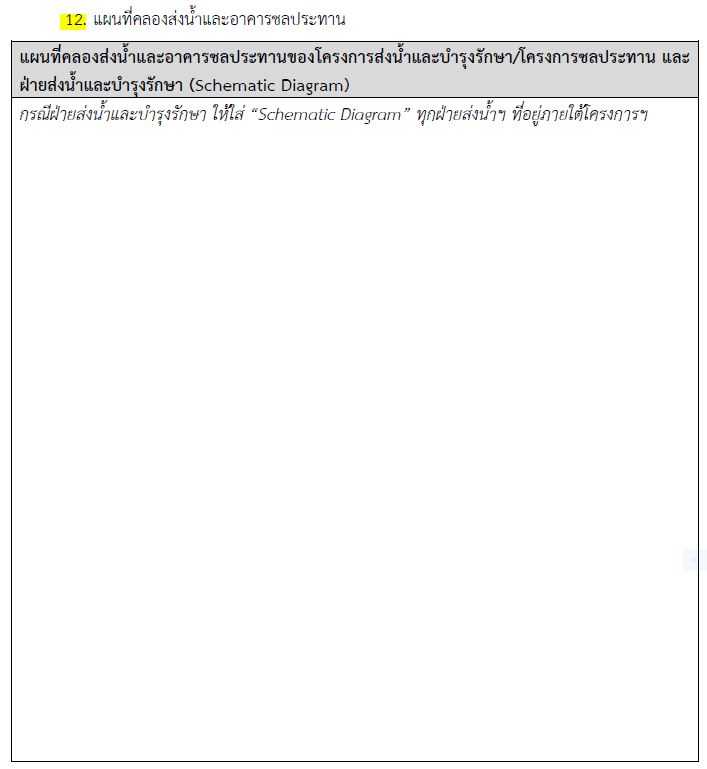 12. แผนที่คลองส่งน้ำและอาคารชลประทาน
แผนที่คลองส่งน้ำและอาคารชลประทานของโครงการส่งน้ำและบำรุงรักษา/โครงการชลประทาน และ
ฝ่ายส่งน้ำและบำรุงรักษา (Schematic Diagram)
กรณีฝ่ายส่งน้ำและบำรุงรักษา ให้ใส่ “Schematic Diagram” ทุกฝ่ายส่งน้ำฯ ที่อยู่ภายใต้โครงการฯ